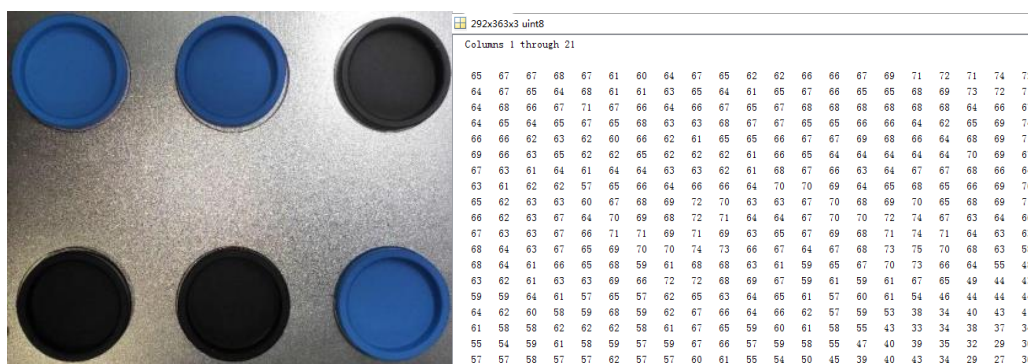 292x363x3 uint8
Columns 1 through 21
65 67 67 68 67 61 60 64 67 65 62 62 66 66 67 69 71 72 71 74
64 67 65 64 68 61 61 63 65 64 61 65 67 66 65 65 68 69 73 72
64 68 66 67 71 67 66 64 66 67 65 67 68 68 68 68 68 68 64 66
64 65 64 65 67 65 68 63 63 68 67 67 65 65 66 66 64 62 65 69
66 66 62 63 62 60 66 62 61 65 65 66 67 67 69 68 66 64 68 69
69 66 63 65 62 62 65 62 62 62 61 66 65 64 64 64 64 64 70 69
67 63 61 64 61 64 64 63 63 62 61 68 67 66 63 64 67 67 68 66
63 61 62 62 57 65 66 64 66 66 64 70 70 69 64 65 68 65 66 69
65 62 63 63 60 67 68 69 72 70 63 63 67 70 68 69 70 65 68 69
66 62 63 67 64 70 69 68 72 71 64 64 67 70 70 72 74 67 63 64
67 63 63 67 66 71 71 69 71 69 63 65 67 69 68 71 74 71 64 63
68 64 63 67 65 69 70 70 74 73 66 67 64 67 68 73 75 70 68 63
68 64 61 66 65 68 59 61 68 68 63 61 59 65 67 70 73 66 64 55
63 62 61 63 63 69 66 72 72 68 69 67 59 61 59 61 67 65 49 44
59 59 64 61 57 65 57 62 65 63 64 65 61 57 60 61 54 46 44 44
64 62 60 58 59 68 59 62 67 66 64 66 62 57 59 53 38 34 40 43
61 58 58 62 62 62 58 61 67 65 59 60 61 58 55 43 33 34 38 37
55 54 59 61 58 59 57 59 67 66 57 59 58 55 47 40 39 35 32 29
57 57 58 57 57 62 57 57 60 61 55 54 50 45 39 40 43 34 29 27